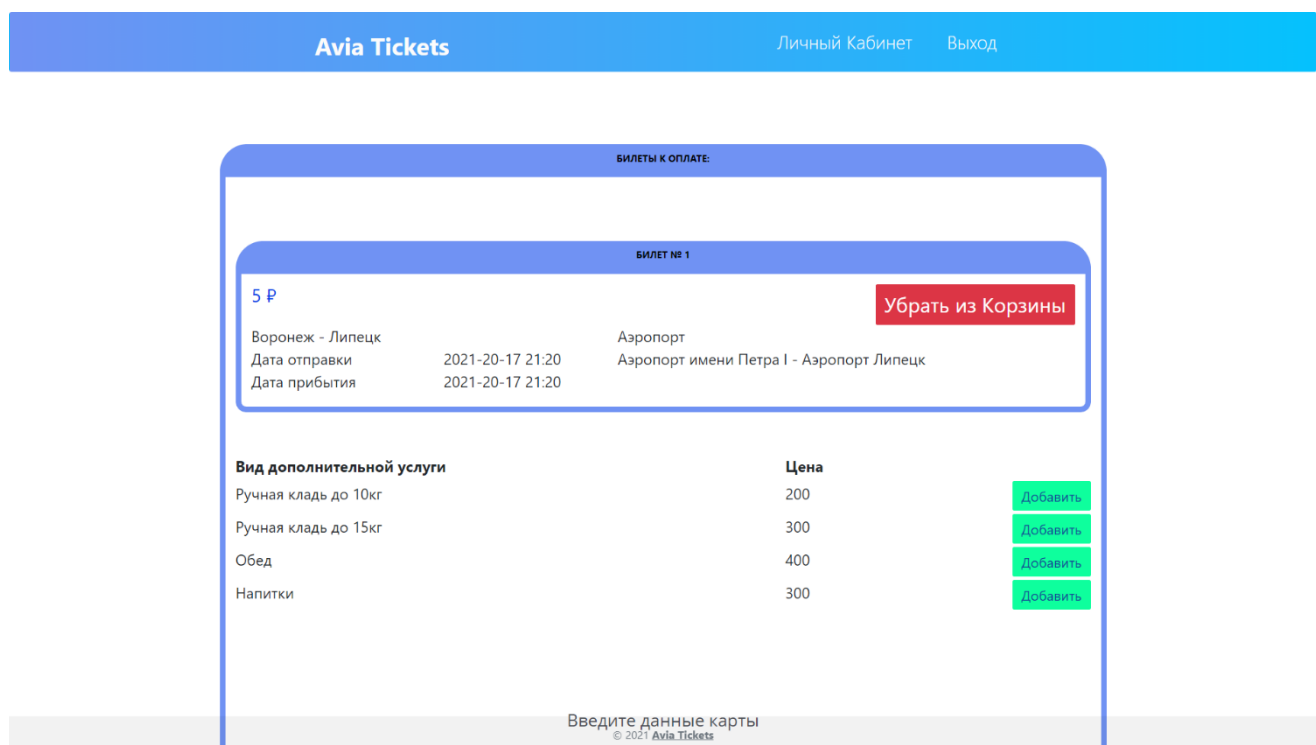 Avia Tickets Личный Кабинет Выход
БИЛЕТЫ К ОПЛАТЕ:
БИЛЕТ № 1
5 ₽ Убрать из Корзины
Воронеж - Липецк Аэропорт
Дата отправки 2021-20-17 21:20 Аэропорт имени Петра I - Аэропорт Липецк
Дата прибытия 2021-20-17 21:20
Вид дополнительной услуги Цена
Ручная кладь до 10кг 200 Добавить
Ручная кладь до 15кг 300 Добавить
Обед 400 Добавить
Напитки 300 Добавить
Введите данные карты
© 2021 Avia Tickets